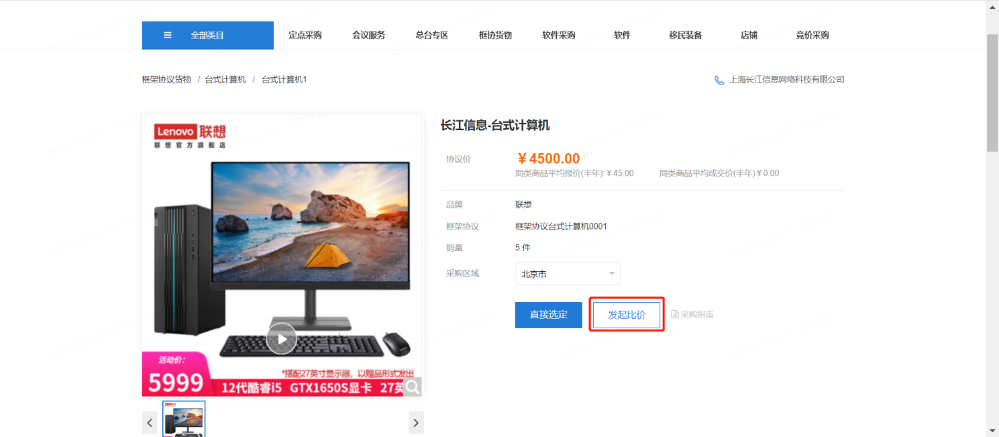 全部类目 定点采购 会议服务 总台专区 框协货物 软件采购 软件 移民装备 店铺 竞价采购
框架协议货物 / 台式计算机 / 台式计算机1
上海长江信息网络科技有限公司
Lenovo 联想
联想官方旗舰店
活动价:
5999
*搭配27英寸显示器，以赠品形式发出
12代酷睿i5 GTX1650S显卡 27英
长江信息-台式计算机
协议价 ￥4500.00
同类商品平均报价(半年):￥45.00 同类商品平均成交价(半年)￥0.00
品牌 联想
框架协议 框架协议台式计算机0001
销量 5 件
采购区域 北京市
直接选定 发起比价 采购指南